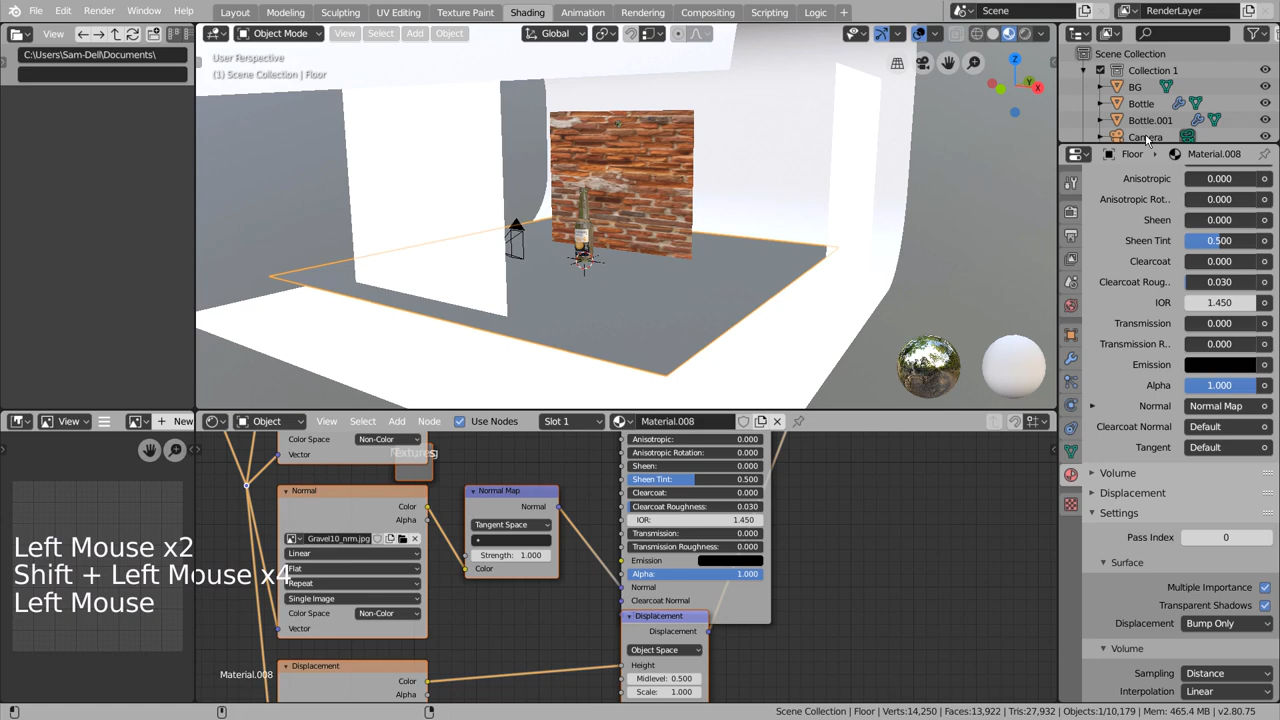 File Edit Render Window Help
Layout Modeling Sculpting UV Editing Texture Paint Shading Animation Rendering Compositing Scripting Logic +
Scene
RenderLayer
View
Object Mode View Select Add Object
Global
C:\Users\Sam-Dell\Documents\
User Perspective
(1) Scene Collection | Floor
Z
Y
X
Scene Collection
Collection 1
BG
Bottle
Bottle.001
Camera
Floor
Material.008
Anisotropic 0.000
Anisotropic Rot.. 0.000
Sheen 0.000
Sheen Tint 0.500
Clearcoat 0.000
Clearcoat Roug.. 0.030
IOR 1.450
Transmission 0.000
Transmission R.. 0.000
Emission
Alpha 1.000
Normal Normal Map
Clearcoat Normal Default
Tangent Default
Volume
Displacement
Settings
Pass Index 0
Surface
Multiple Importance
Transparent Shadows
Displacement Bump Only
Volume
Sampling Distance
Interpolation Linear
View
+ New
Object View Select Add Node Use Nodes Slot 1 Material.008
Color Space Non-Color
Vector
Textures
Normal
Color
Alpha
Gravel10_nrm.jpg
Linear
Flat
Repeat
Single Image
Color Space Non-Color
Vector
Displacement
Color
Alpha
Material.008
Normal Map
Normal
Tangent Space
Strength: 1.000
Color
Anisotropic: 0.000
Anisotropic Rotation: 0.000
Sheen: 0.000
Sheen Tint: 0.500
Clearcoat: 0.000
Clearcoat Roughness: 0.030
IOR: 1.450
Transmission: 0.000
Transmission Roughness: 0.000
Emission
Alpha: 1.000
Normal
Clearcoat Normal
Displacement
Displacement
Object Space
Height
Midlevel: 0.500
Scale: 1.000
Left Mouse x2
Shift + Left Mouse x4
Left Mouse
Scene Collection | Floor | Verts:14,250 | Faces:13,922 | Tris:27,932 | Objects:1/10,179 | Mem: 465.4 MB | v2.80.75